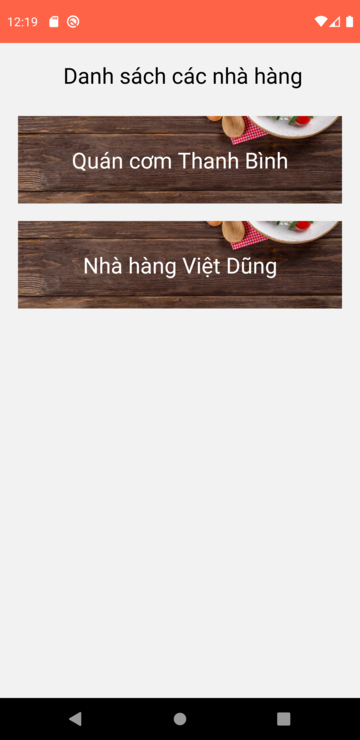 12:19
Danh sách các nhà hàng
Quán cơm Thanh Bình
Nhà hàng Việt Dũng